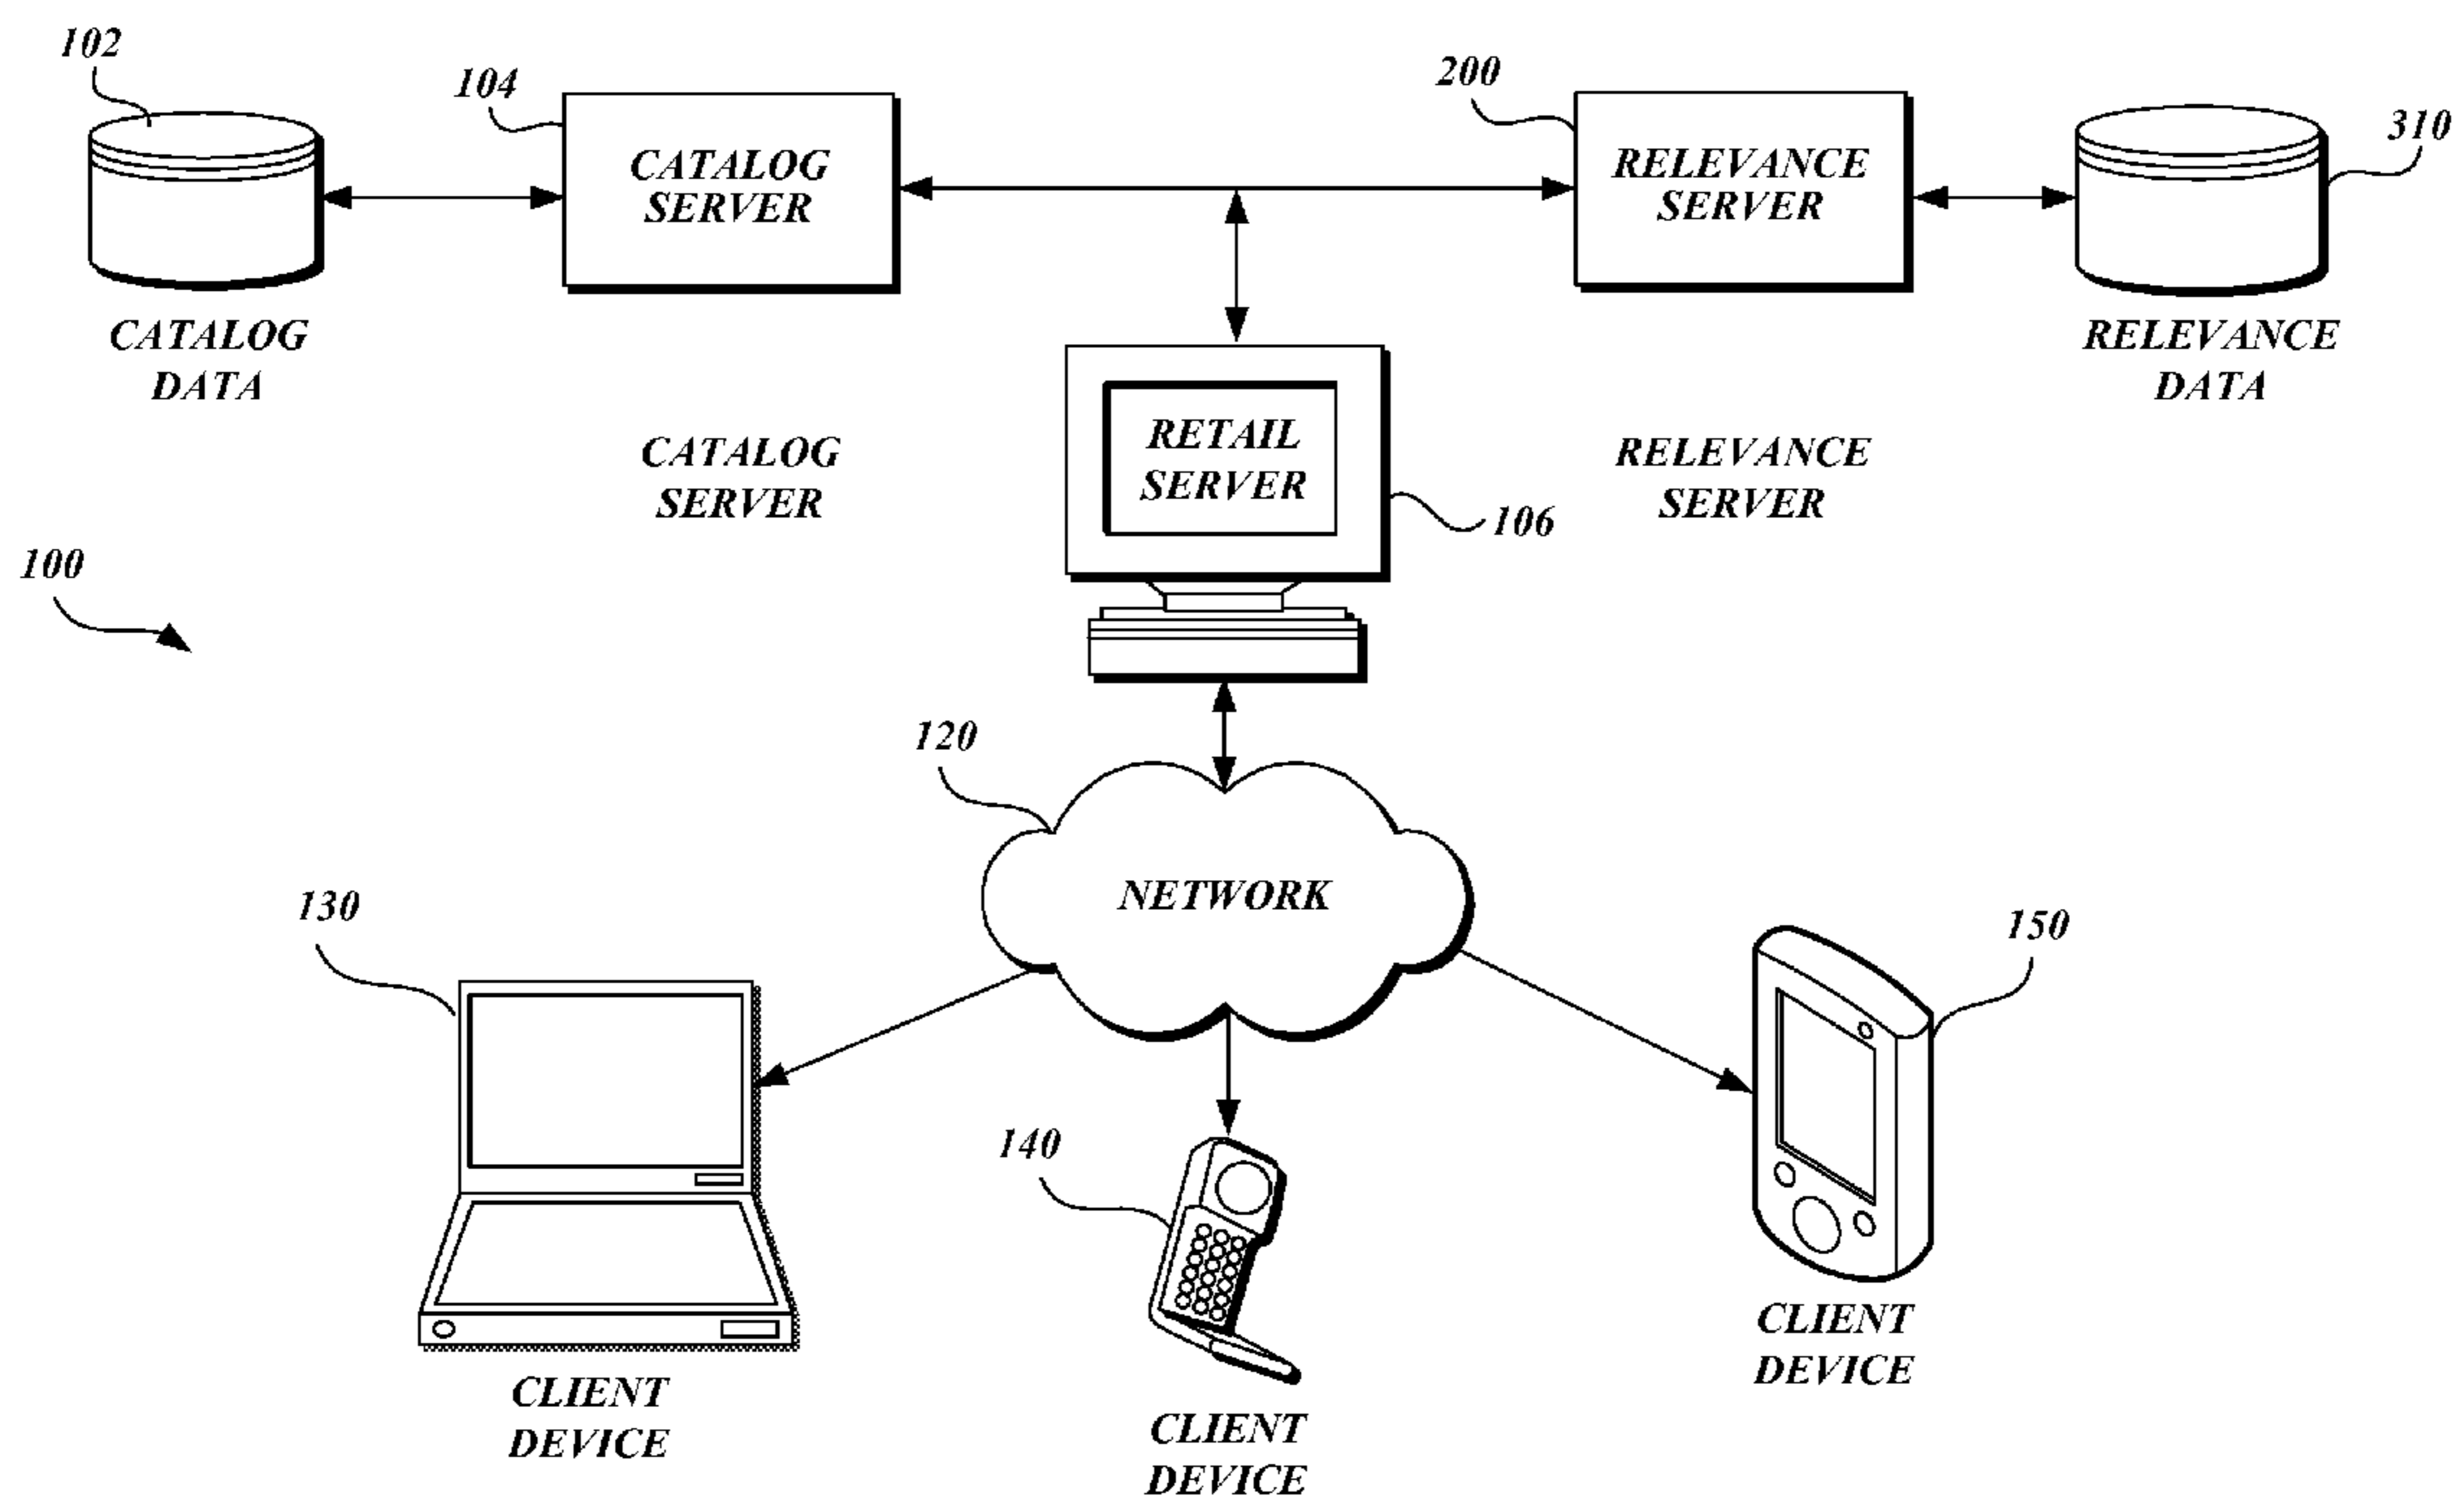 102
104
200
310
CATALOG
SERVER
RELEVANCE
SERVER
CATALOG
DATA
RELEVANCE
DATA
RETAIL
SERVER
CATALOG
SERVER
RELEVANCE
SERVER
106
100
120
NETWORK
130
150
140
CLIENT
DEVICE
CLIENT
DEVICE
CLIENT
DEVICE